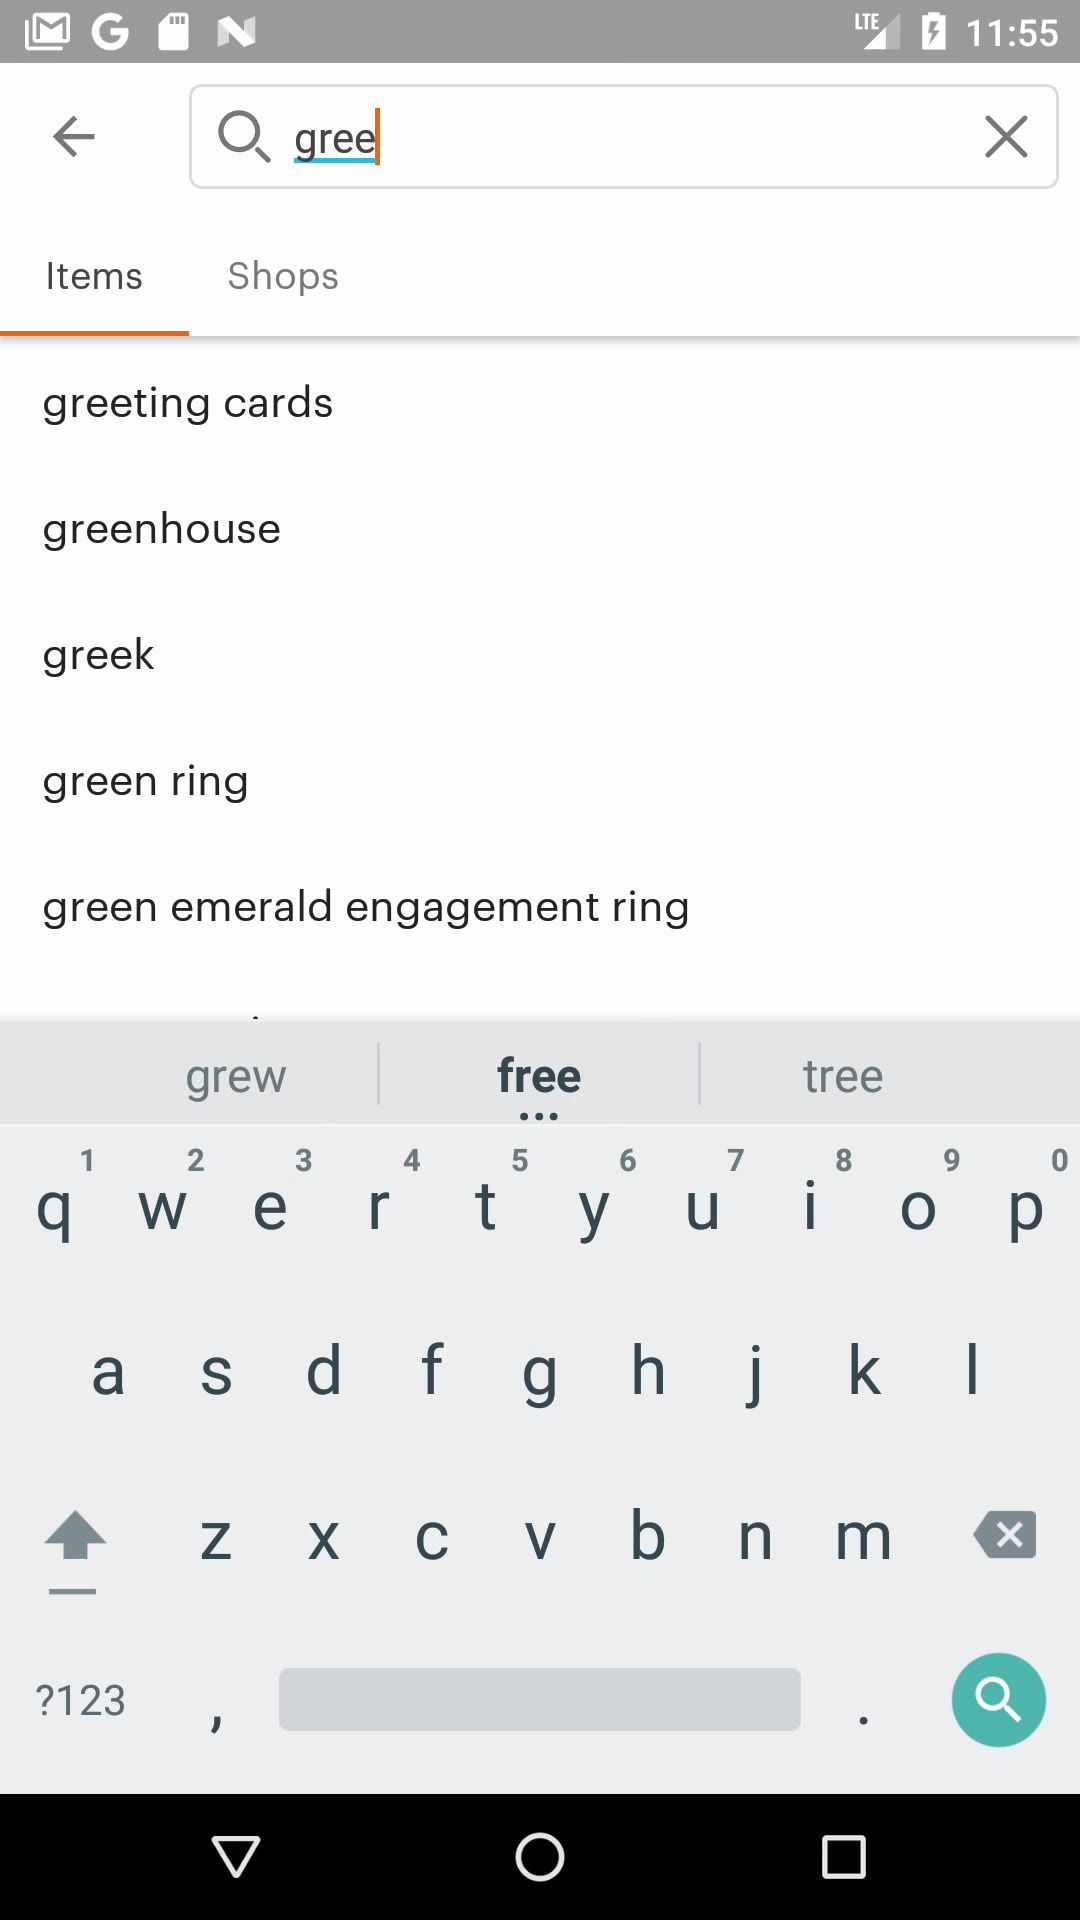 LTE 11:55
gree
Items Shops
greeting cards
greenhouse
greek
green ring
green emerald engagement ring
grew free tree
1 2 3 4 5 6 7 8 9 0
q w e r t y u i o p
a s d f g h j k l
z x c v b n m
?123 , .